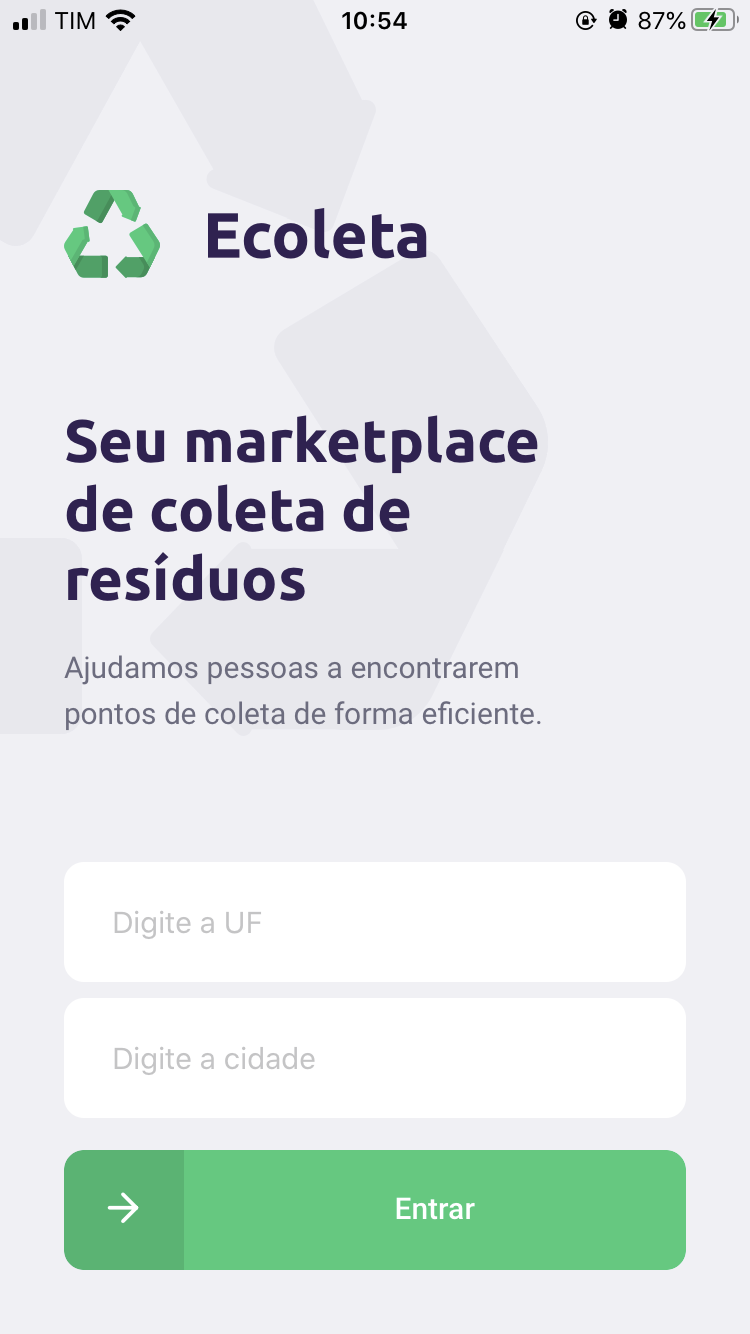 TIM 10:54 87%
Ecoleta
Seu marketplace
de coleta de
resíduos
Ajudamos pessoas a encontrarem
pontos de coleta de forma eficiente.
Digite a UF
Digite a cidade
Entrar